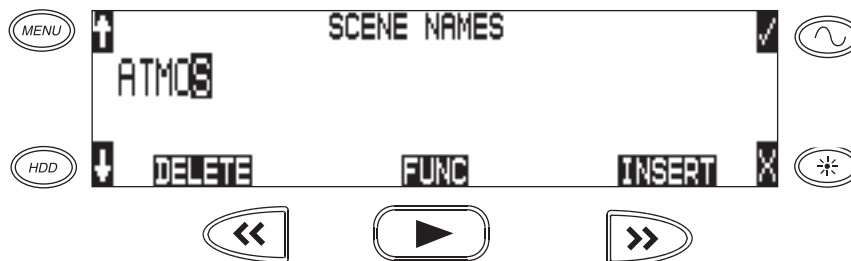 MENU
SCENE NAMES
ATMOS
HDD
DELETE FUNC INSERT X